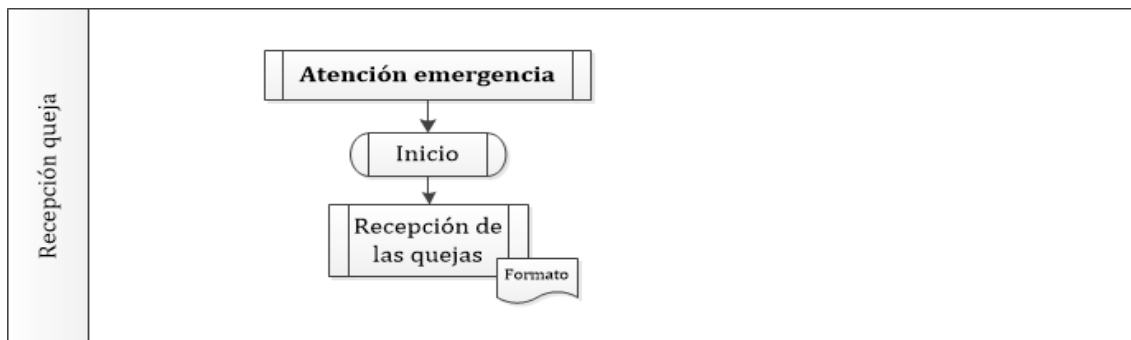 Recepción queja
Atención emergencia
Inicio
Recepción de
las quejas
Formato